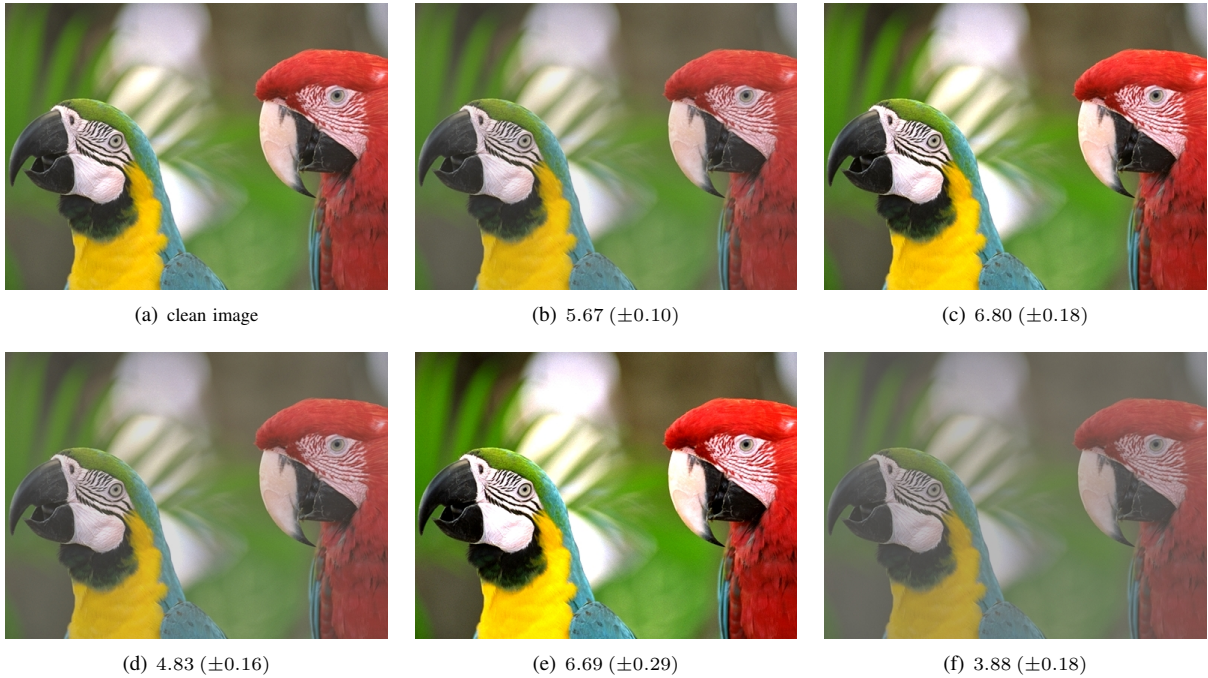 (a) clean image
(b) 5.67 (±0.10)
(c) 6.80 (±0.18)
(d) 4.83 (±0.16)
(e) 6.69 (±0.29)
(f) 3.88 (±0.18)